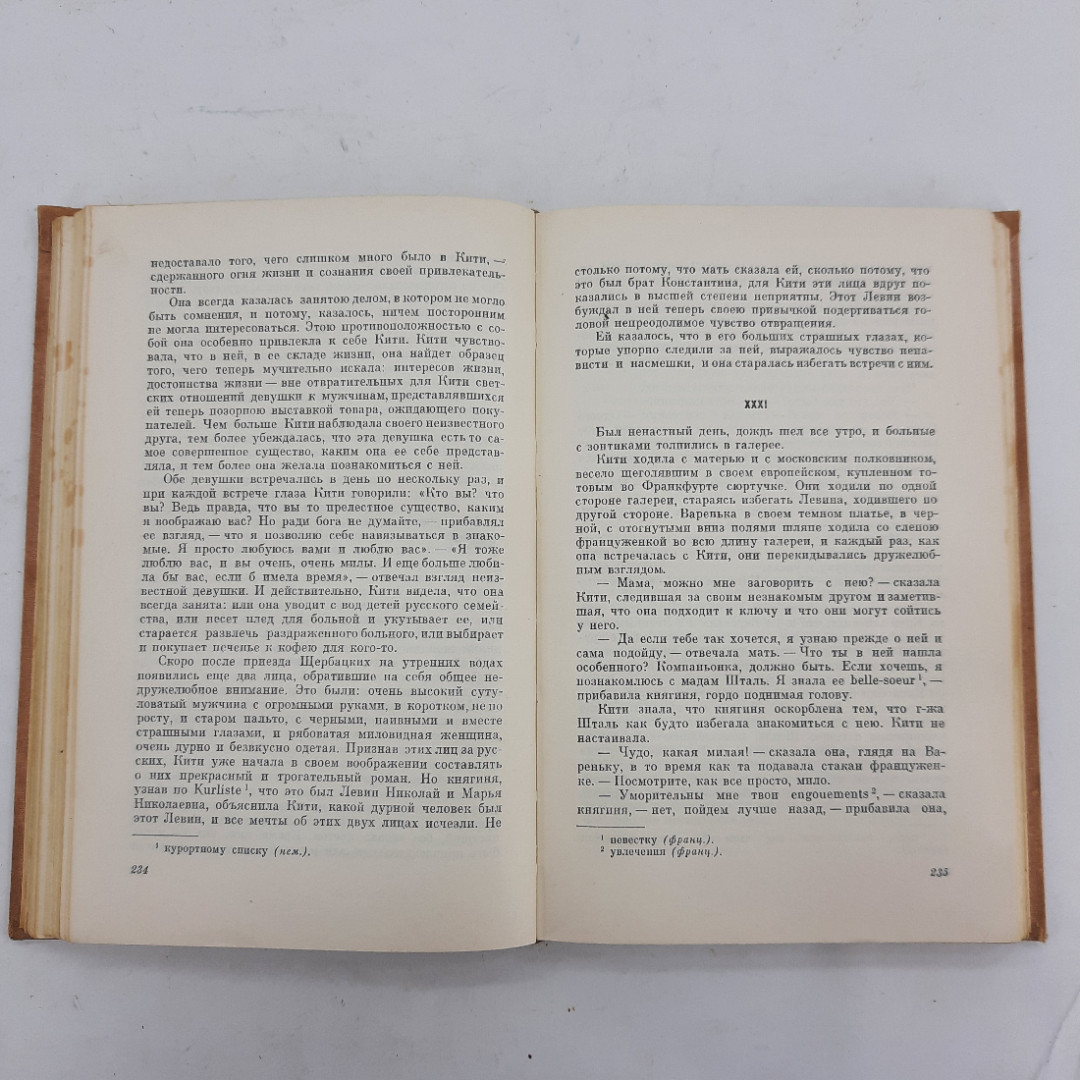 недоставало того, чего слишком много было в Кити, —
сдержанного огня жизни и сознания своей привлекатель-
ности.
Она всегда казалась занятою делом, в котором не могло
быть сомнения, и потому, казалось, ничем посторонним
не могла интересоваться. Этою противоположностью с со-
бой она особенно привлекла к себе Кити. Кити чувство-
вала, что в ней, в ее складе жизни, она найдет образец
того, чего теперь мучительно искала: интересов жизни,
достоинства жизни — вне отвратительных для Кити свет-
ских отношений девушки к мужчинам, представлявшихся
ей теперь позорною выставкой товара, ожидающего поку-
пателей. Чем больше Кити наблюдала своего неизвестного
друга, тем более убеждалась, что эта девушка есть то са-
мое совершенное существо, каким она ее себе представ-
ляла, и тем более она желала познакомиться с ней.
Обе девушки встречались в день по нескольку раз, и
при каждой встрече глаза Кити говорили: «Кто вы? что
вы? Ведь правда, что вы то прелестное существо, каким
я воображаю вас? Но ради бога не думайте, — прибавлял
ее взгляд, — что я позволю себе навязываться в знако-
мые. Я просто любуюсь вами и люблю вас». — «Я тоже
люблю вас, и вы очень, очень милы. И еще больше люби-
ла бы вас, если б имела время», — отвечал взгляд неиз-
вестной девушки. И действительно, Кити видела, что она
всегда занята: или она уводит с вод детей русского семей-
ства, или несет плед для больной и укутывает ее, или
старается развлечь раздраженного больного, или выбирает
и покупает печенье к кофею для кого-то.
Скоро после приезда Щербацких на утренних водах
появились еще два лица, обратившие на себя общее не-
дружелюбное внимание. Это были: очень высокий суту-
ловатый мужчина с огромными руками, в коротком, не по
росту, и старом пальто, с черными, наивными и вместе
страшными глазами, и рябоватая миловидная женщина,
очень дурно и безвкусно одетая. Признав этих лиц за рус-
ских, Кити уже начала в своем воображении составлять
о них прекрасный и трогательный роман. Но княгиня,
узнав по Kurliste¹, что это был Левин Николай и Марья
Николаевна, объяснила Кити, какой дурной человек был
этот Левин, и все мечты об этих двух лицах исчезли. Не
¹ курортному списку (нем.).
234
столько потому, что мать сказала ей, сколько потому, что
это был брат Константина, для Кити эти лица вдруг по-
казались в высшей степени неприятны. Этот Левин воз-
буждал в ней теперь своею привычкой подергиваться го-
ловой непреодолимое чувство отвращения.
Ей казалось, что в его больших страшных глазах, ко-
торые упорно следили за ней, выражалось чувство нена-
висти и насмешки, и она старалась избегать встречи с ним.
XXXI
Был ненастный день, дождь шел все утро, и больные
с зонтиками толпились в галерее.
Кити ходила с матерью и с московским полковником,
весело щеголявшим в своем европейском, купленном го-
товым во Франкфурте сюртучке. Они ходили по одной
стороне галереи, стараясь избегать Левина, ходившего по
другой стороне. Варенька в своем темном платье, в чер-
ной, с отогнутыми вниз полями шляпе ходила со слепою
француженкой во всю длину галереи, и каждый раз, как
она встречалась с Кити, они перекидывались дружелюб-
ным взглядом.
— Мама, можно мне заговорить с нею? — сказала
Кити, следившая за своим незнакомым другом и заметив-
шая, что она подходит к ключу и что они могут сойтись
у него.
— Да если тебе так хочется, я узнаю прежде о ней и
сама подойду, — отвечала мать. — Что ты в ней нашла
особенного? Компаньонка, должно быть. Если хочешь, я
познакомлюсь с мадам Шталь. Я знала ее belle-soeur¹, —
прибавила княгиня, гордо поднимая голову.
Кити знала, что княгиня оскорблена тем, что г-жа
Шталь как будто избегала знакомиться с нею. Кити не
настаивала.
— Чудо, какая милая! — сказала она, глядя на Ва-
реньку, в то время как та подавала стакан французжен-
ке. — Посмотрите, как все просто, мило.
— Уморительны мне твои engouements², — сказала
княгиня, — нет, пойдем лучше назад, — прибавила она,
¹ невестку (франц.).
² увлечения (франц.).
235